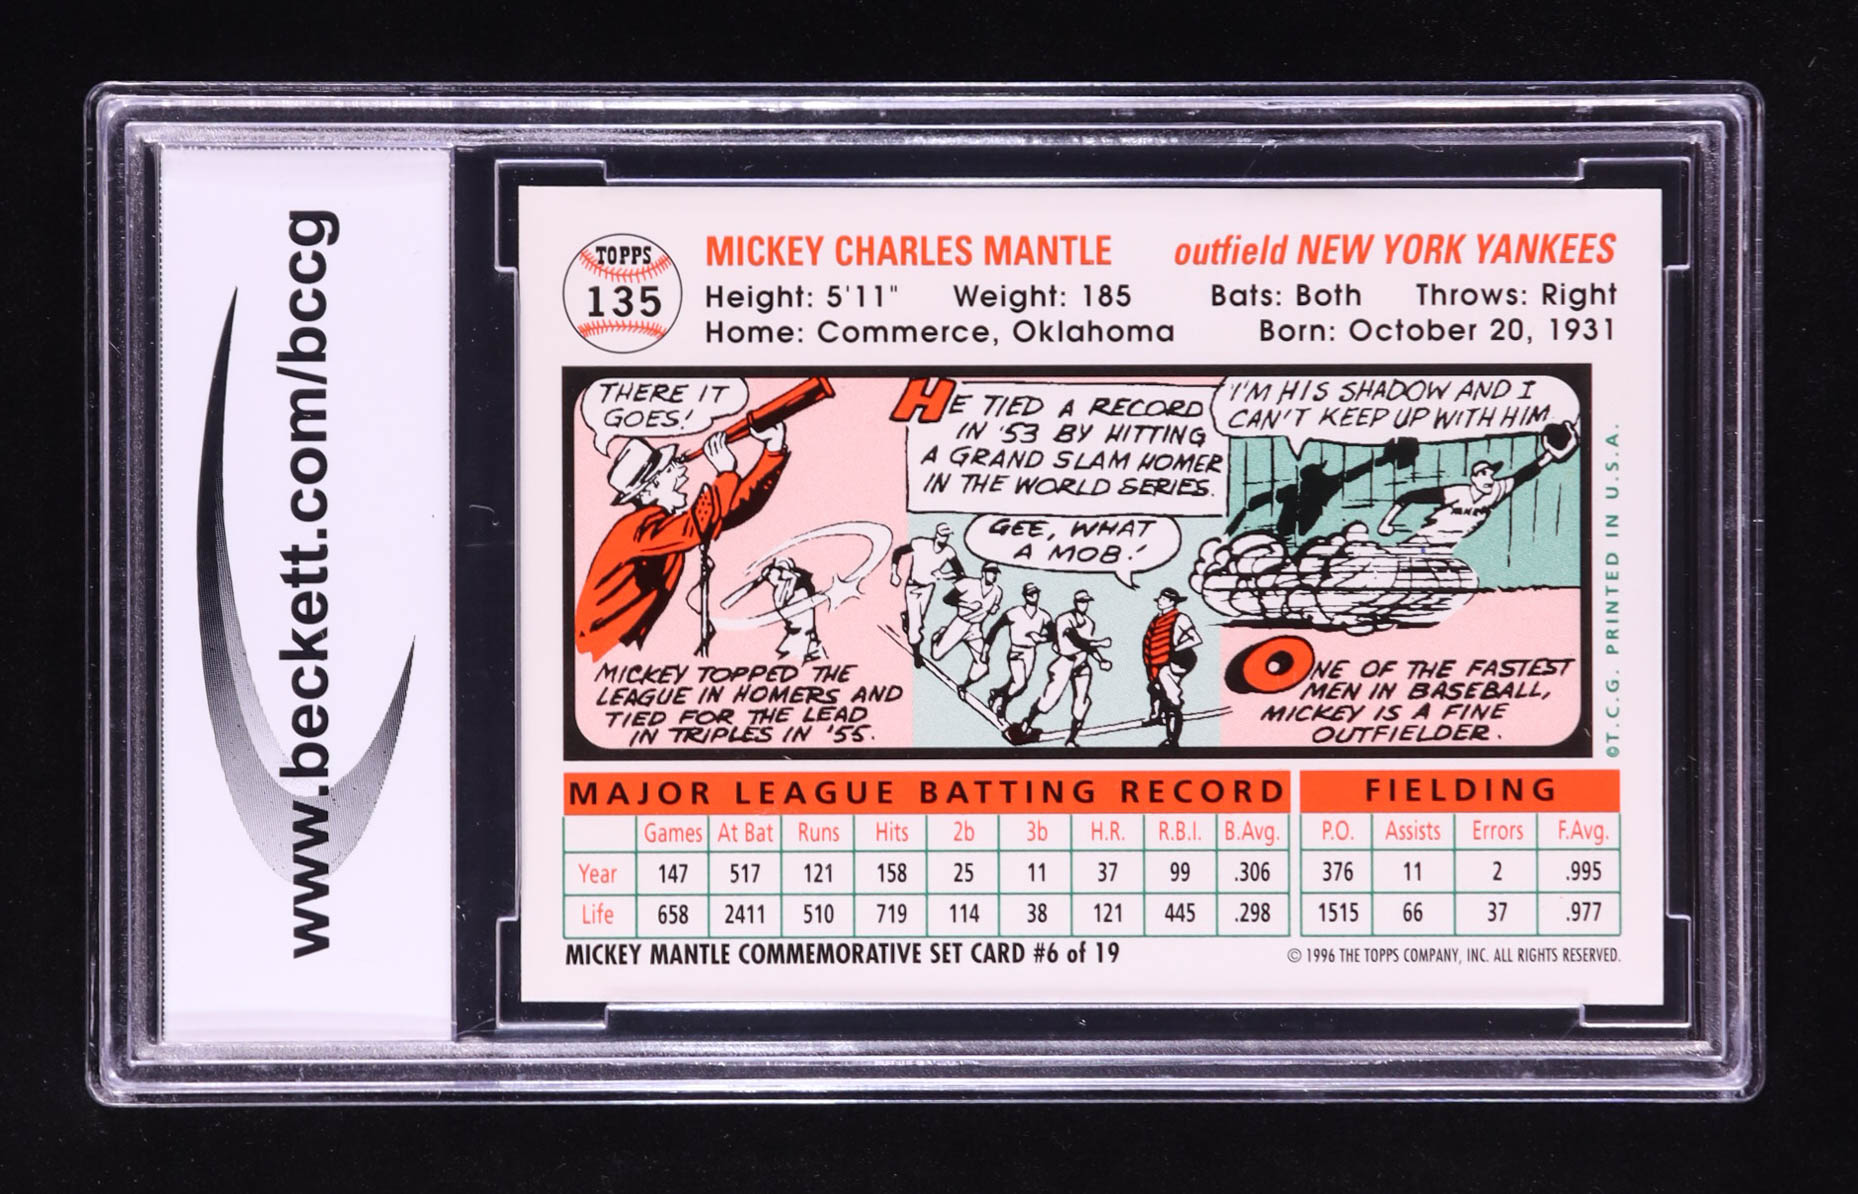 www.beckett.com/bccg
TOPPS
135
MICKEY CHARLES MANTLE outfield NEW YORK YANKEES
Height: 5'11" Weight: 185 Bats: Both Throws: Right
Home: Commerce, Oklahoma Born: October 20, 1931
THERE IT
GOES!
MICKEY TOPPED THE
LEAGUE IN HOMERS AND
TIED FOR THE LEAD
IN TRIPLES IN '55.
HE TIED A RECORD
IN '53 BY HITTING
A GRAND SLAM HOMER
IN THE WORLD SERIES.
GEE, WHAT
A MOB!
I'M HIS SHADOW AND I
CAN'T KEEP UP WITH HIM
ONE OF THE FASTEST
MEN IN BASEBALL,
MICKEY IS A FINE
OUTFIELDER.
©T.C.G. PRINTED IN U.S.A.
MAJOR LEAGUE BATTING RECORD FIELDING
Games At Bat Runs Hits 2b 3b H.R. R.B.I. B.Avg. P.O. Assists Errors F.Avg.
Year 147 517 121 158 25 11 37 99 .306 376 11 2 .995
Life 658 2411 510 719 114 38 121 445 .298 1515 66 37 .977
MICKEY MANTLE COMMEMORATIVE SET CARD #6 of 19 © 1996 THE TOPPS COMPANY, INC. ALL RIGHTS RESERVED.